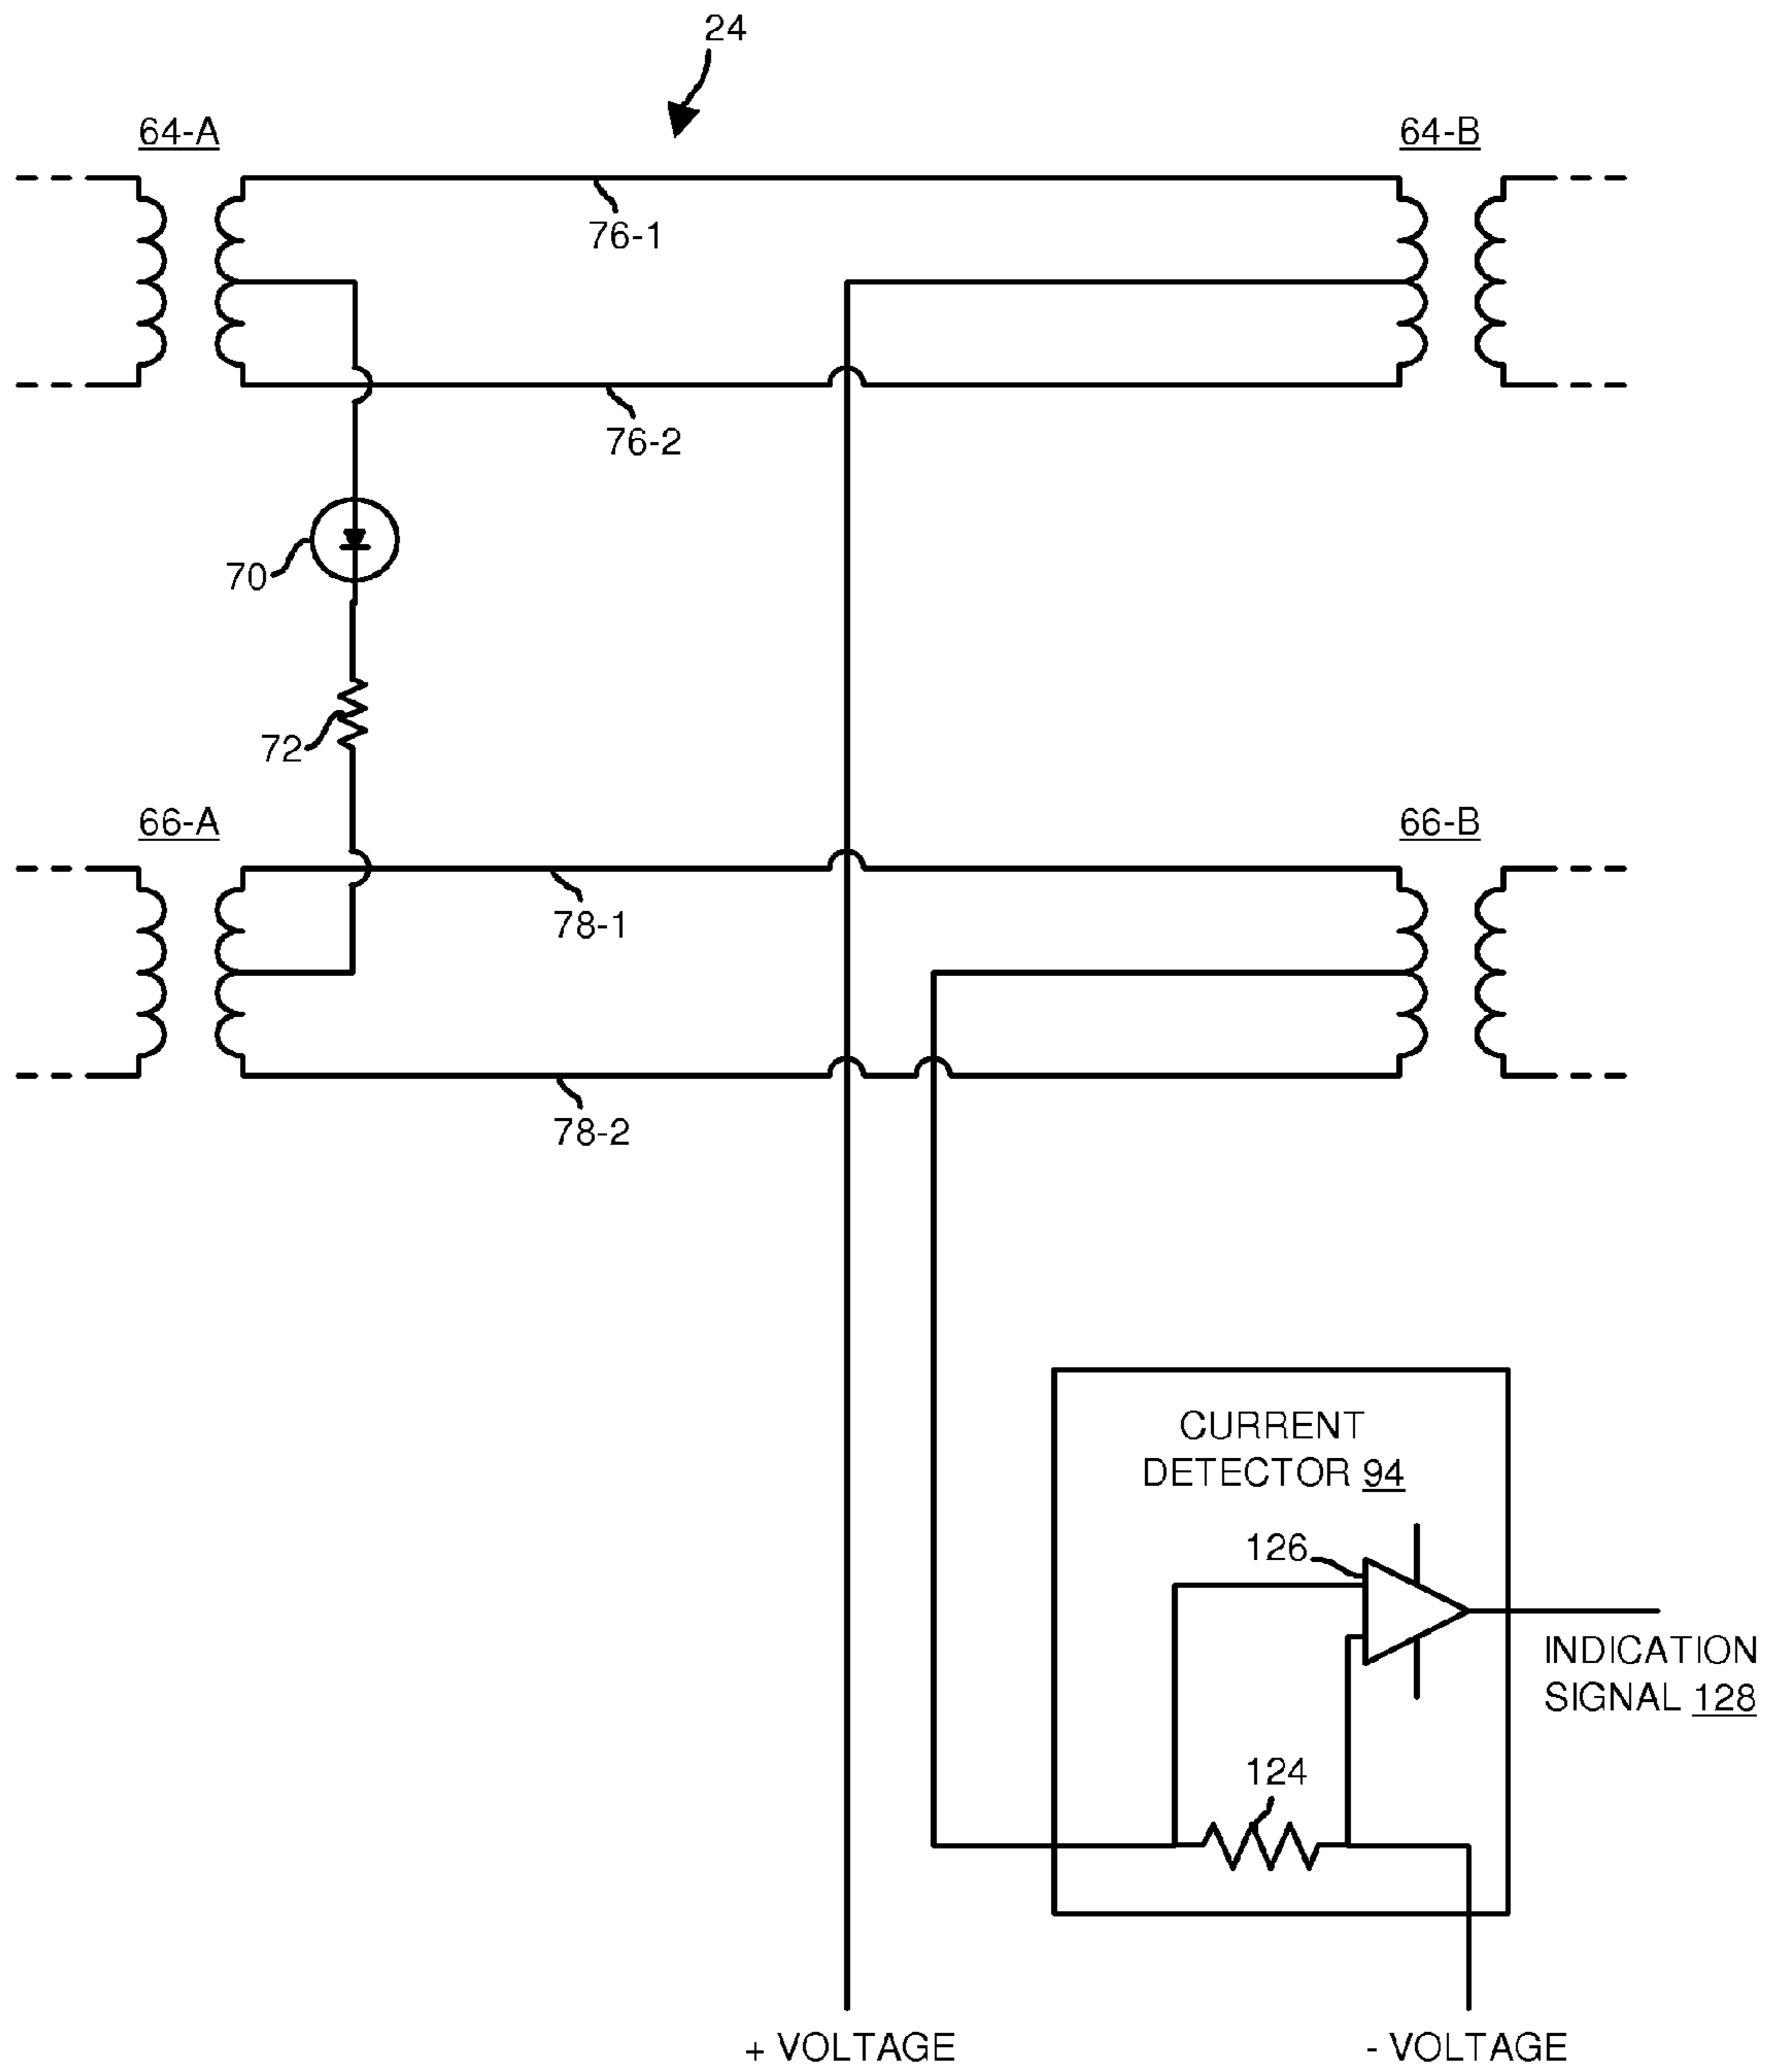 24
64-A
64-B
76-1
76-2
70
72
66-A
66-B
78-1
78-2
CURRENT
DETECTOR 94
126
INDICATION
SIGNAL 128
124
+ VOLTAGE
- VOLTAGE